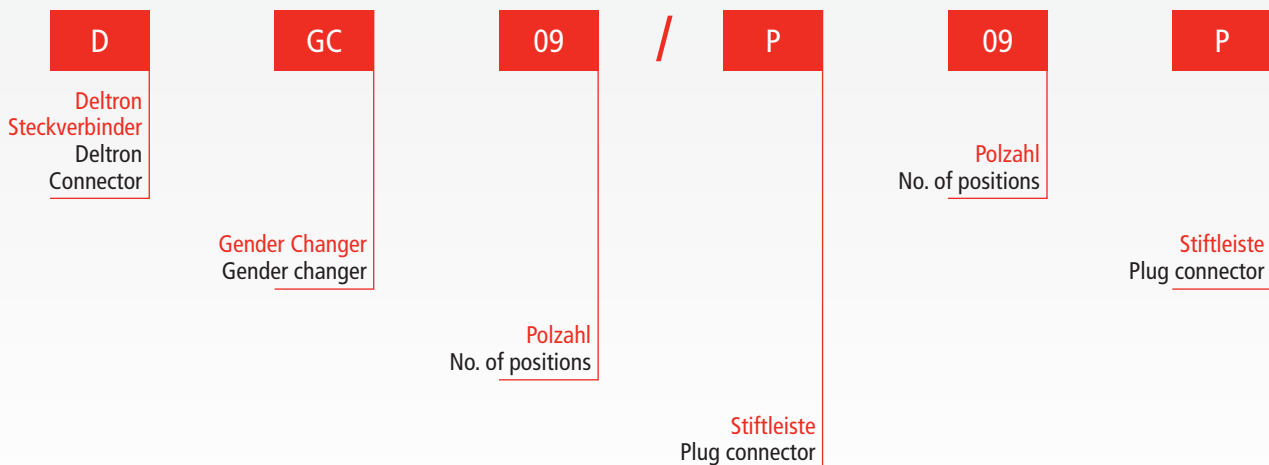 D GC 09 / P 09 P
Deltron
Steckverbinder
Deltron
Connector
Gender Changer
Gender changer
Polzahl
No. of positions
Stiftleiste
Plug connector
Polzahl
No. of positions
Stiftleiste
Plug connector